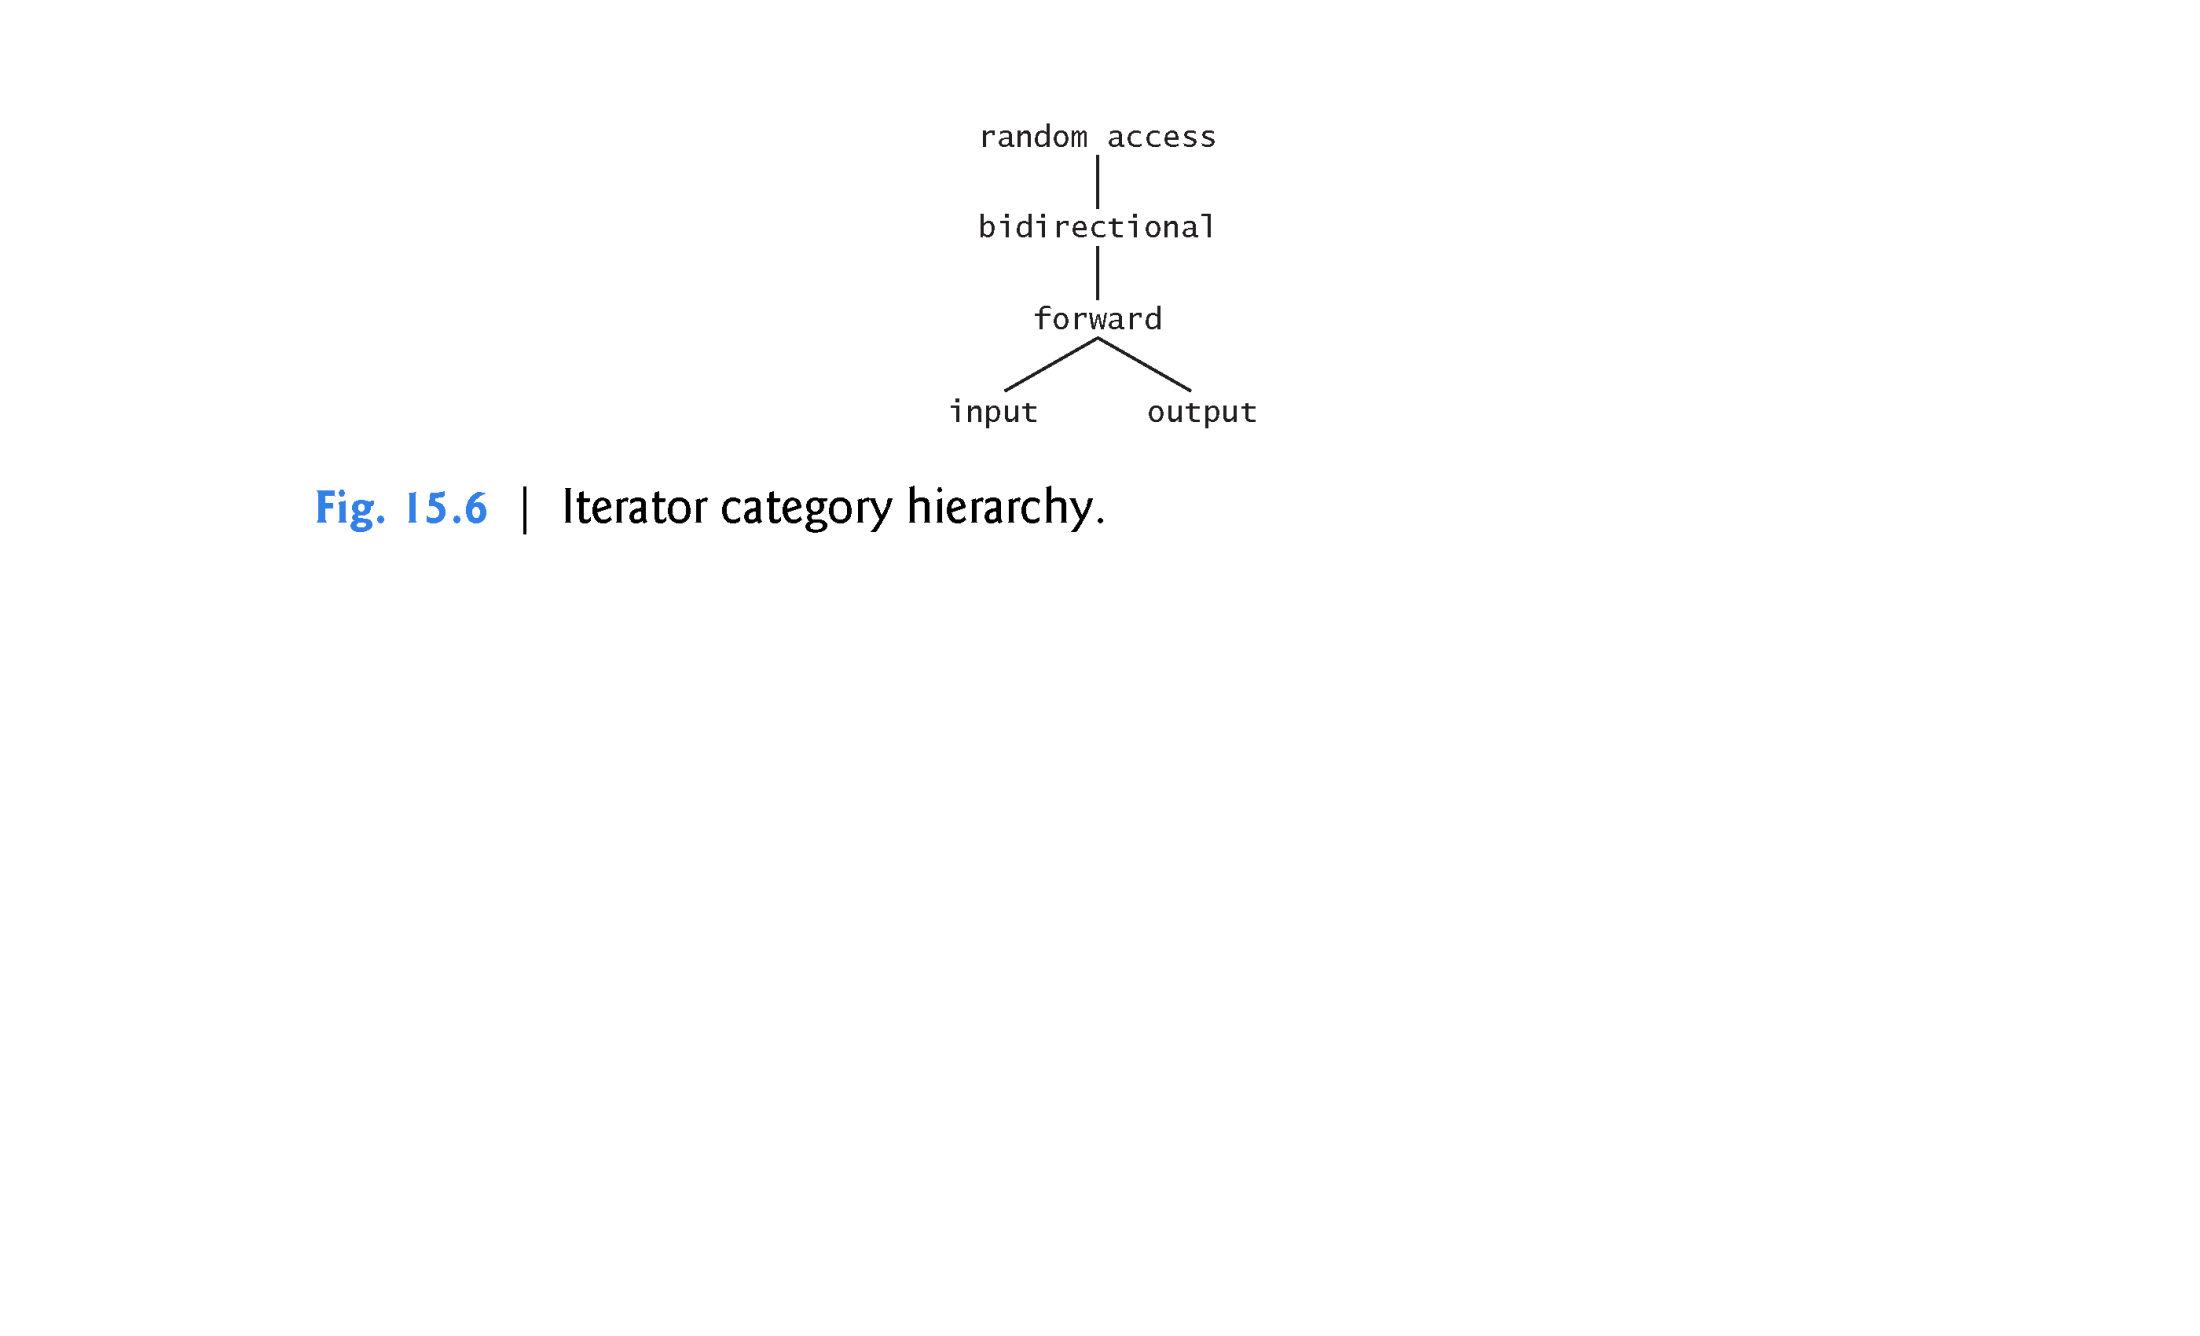 random access
bidirectional
forward
input output
Fig. 15.6 | Iterator category hierarchy.